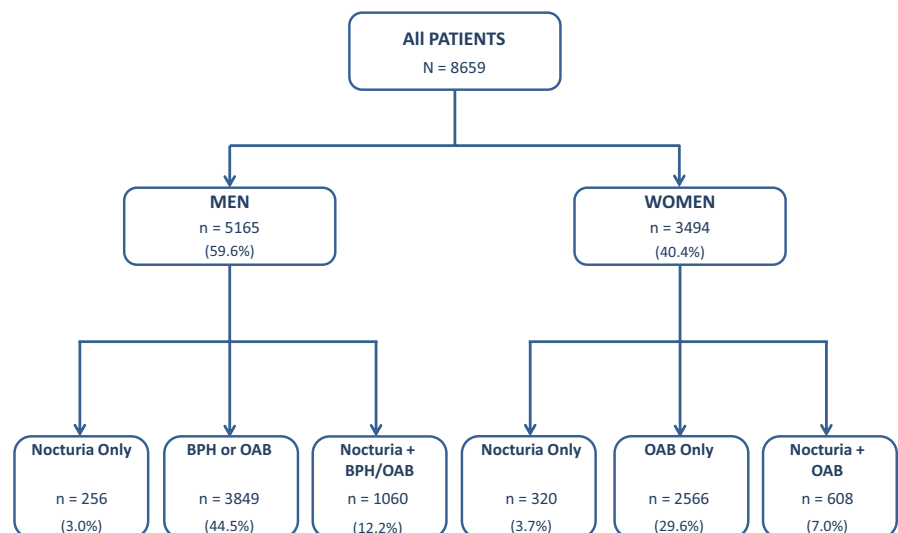 All PATIENTS
N = 8659
MEN
n = 5165
(59.6%)
WOMEN
n = 3494
(40.4%)
Nocturia Only
n = 256
(3.0%)
BPH or OAB
n = 3849
(44.5%)
Nocturia +
BPH/OAB
n = 1060
(12.2%)
Nocturia Only
n = 320
(3.7%)
OAB Only
n = 2566
(29.6%)
Nocturia +
OAB
n = 608
(7.0%)